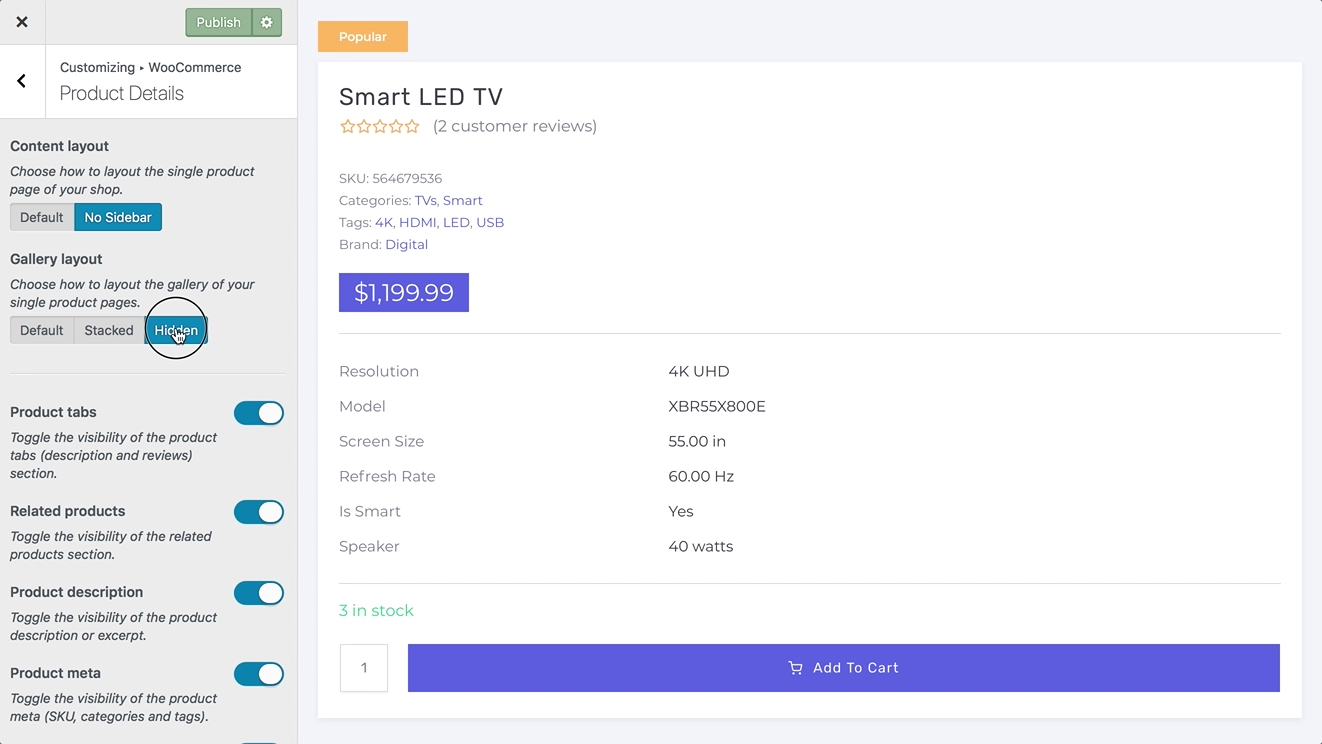 Publish
Customizing ▸ WooCommerce
Product Details
Content layout
Choose how to layout the single product
page of your shop.
Default No Sidebar
Gallery layout
Choose how to layout the gallery of your
single product pages.
Default Stacked Hidden
Product tabs
Toggle the visibility of the product
tabs (description and reviews)
section.
Related products
Toggle the visibility of the related
products section.
Product description
Toggle the visibility of the product
description or excerpt.
Product meta
Toggle the visibility of the product
meta (SKU, categories and tags).
Popular
Smart LED TV
(2 customer reviews)
SKU: 564679536
Categories: TVs, Smart
Tags: 4K, HDMI, LED, USB
Brand: Digital
$1,199.99
Resolution 4K UHD
Model XBR55X800E
Screen Size 55.00 in
Refresh Rate 60.00 Hz
Is Smart Yes
Speaker 40 watts
3 in stock
1 Add To Cart